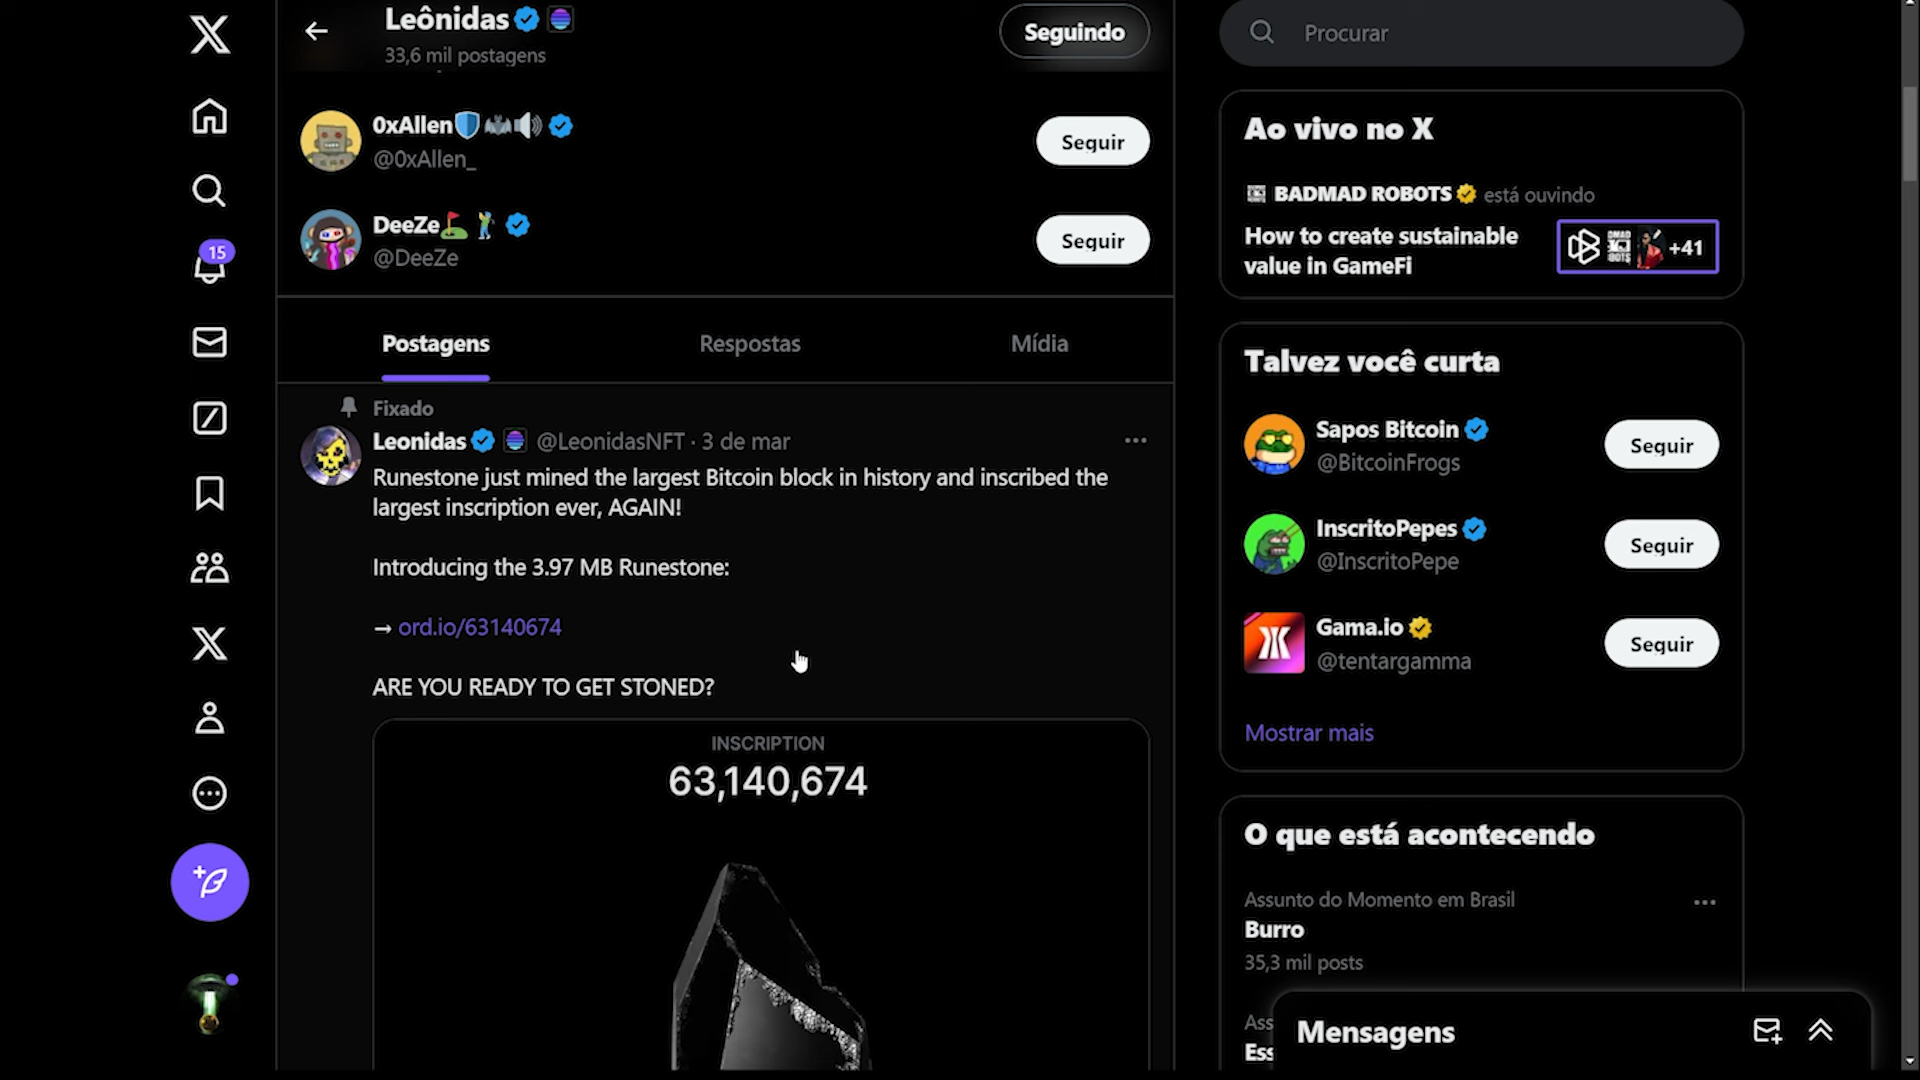 Leônidas
33,6 mil postagens
Seguindo
0xAllen
@0xAllen_
Seguir
DeeZe
@DeeZe
Seguir
Postagens
Respostas
Mídia
Fixado
Leonidas @LeonidasNFT · 3 de mar
Runestone just mined the largest Bitcoin block in history and inscribed the
largest inscription ever, AGAIN!
Introducing the 3.97 MB Runestone:
→ ord.io/63140674
ARE YOU READY TO GET STONED?
INSCRIPTION
63,140,674
15
Procurar
Ao vivo no X
BADMAD ROBOTS está ouvindo
How to create sustainable
value in GameFi
+41
Talvez você curta
Sapos Bitcoin
@BitcoinFrogs
Seguir
InscritoPepes
@InscritoPepe
Seguir
Gama.io
@tentargamma
Seguir
Mostrar mais
O que está acontecendo
Assunto do Momento em Brasil
Burro
35,3 mil posts
Ass
Ess
Mensagens